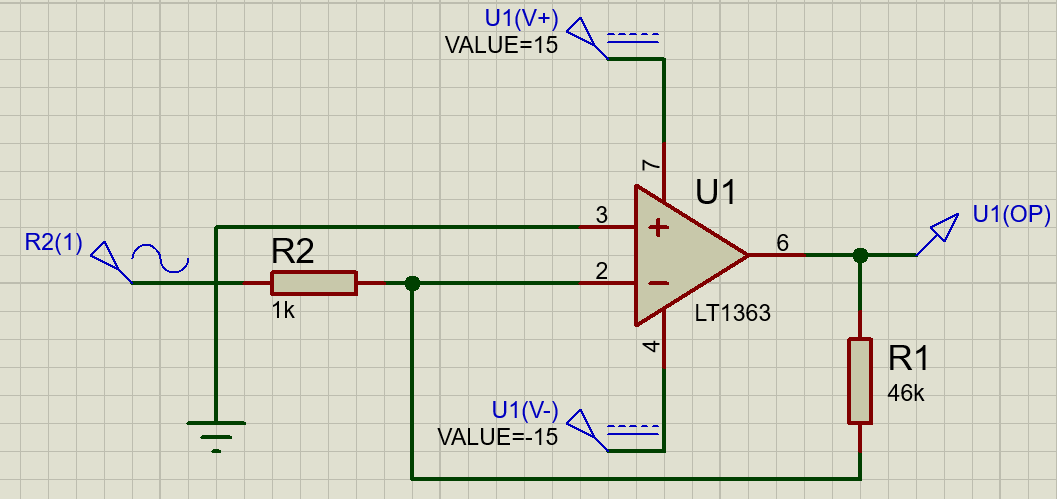 U1(V+)
VALUE=15
7
U1
3
6
U1(OP)
R2(1)
R2
2
1k
LT1363
4
R1
46k
U1(V-)
VALUE=-15